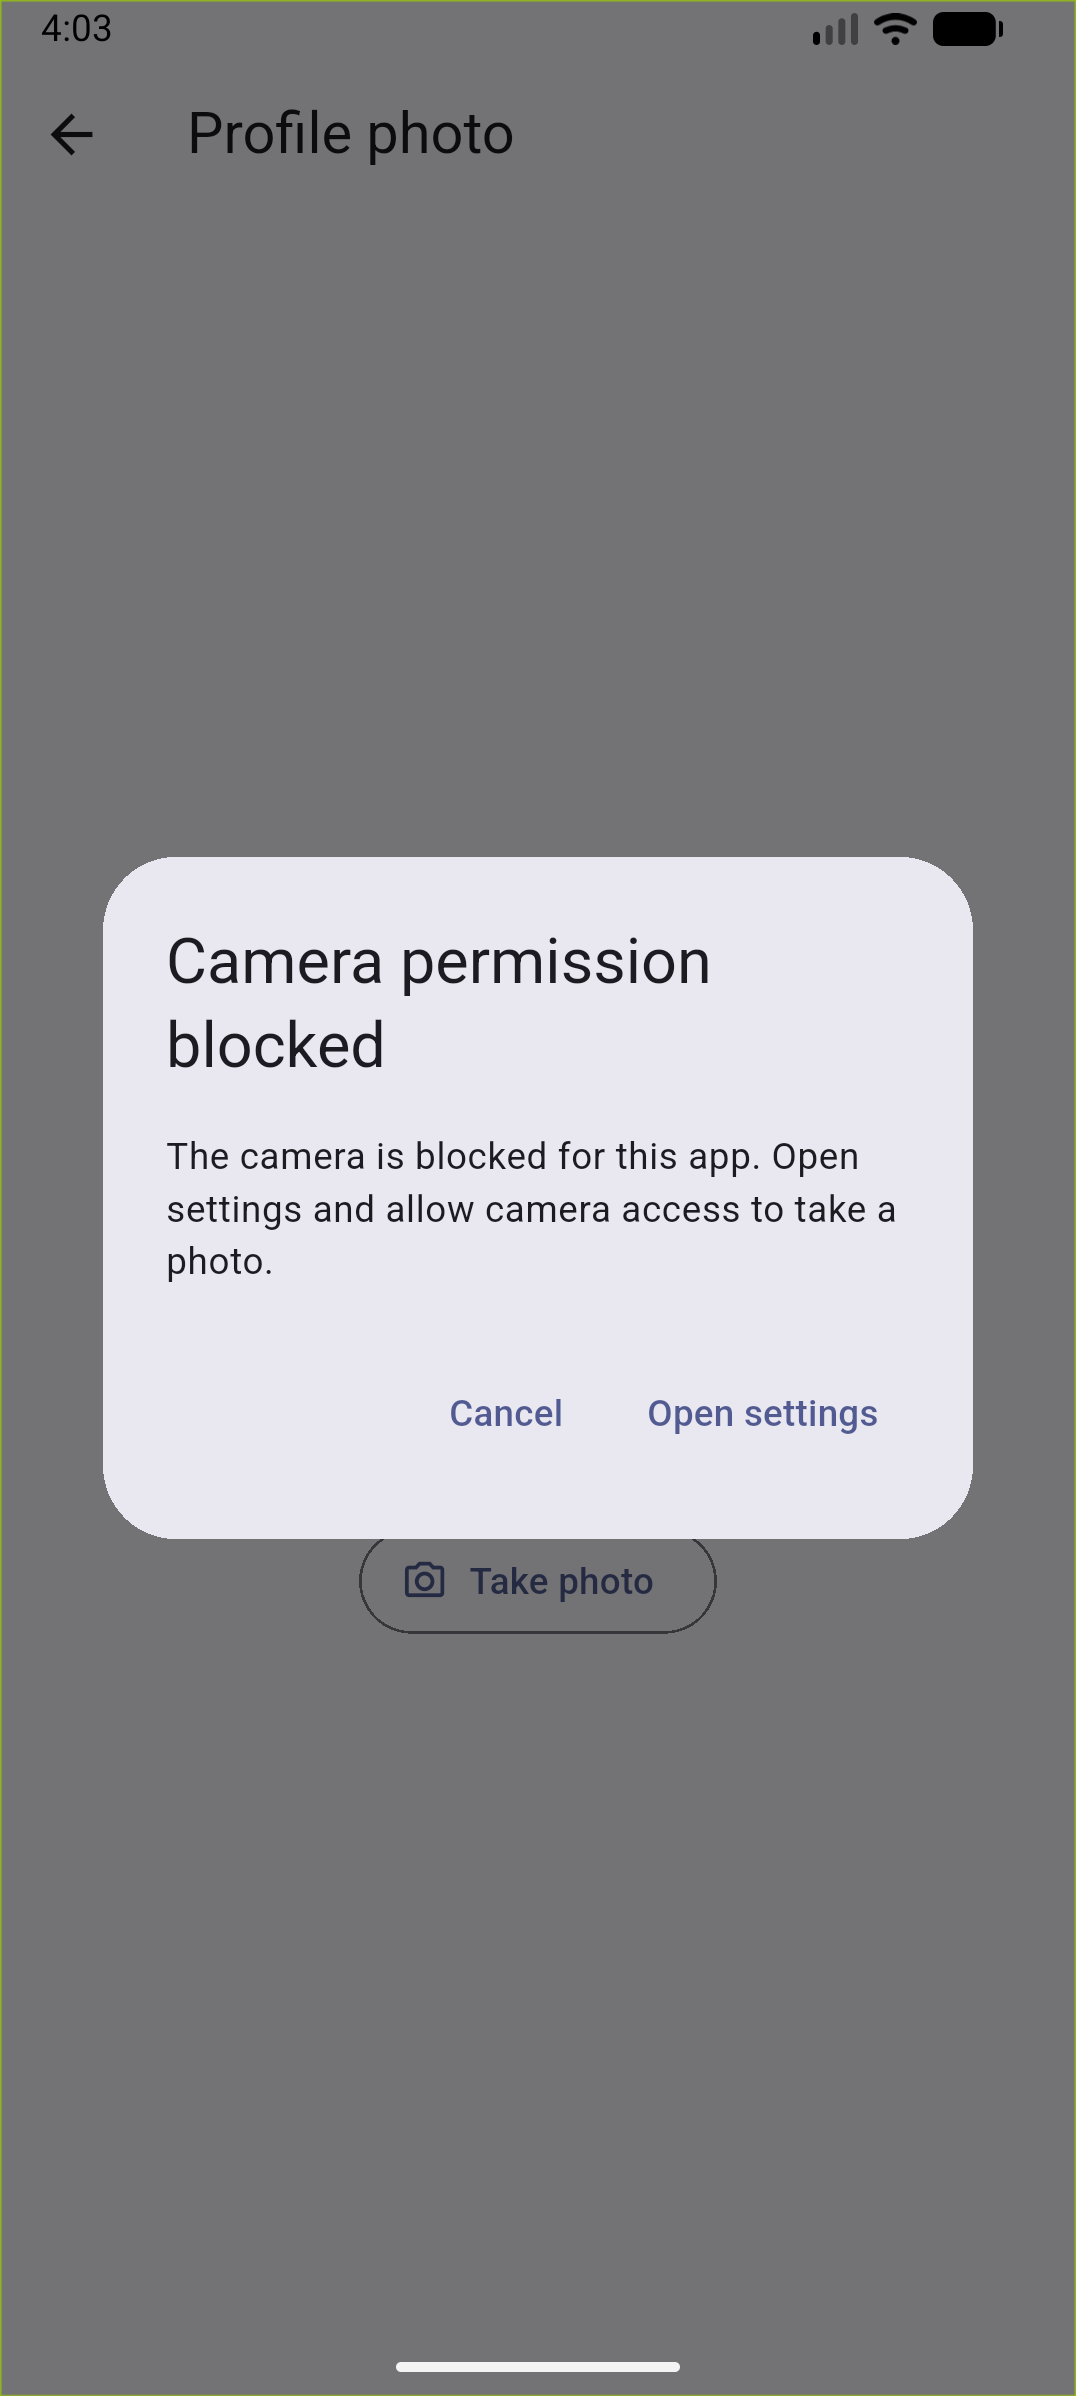 4:03
Profile photo
Camera permission
blocked
The camera is blocked for this app. Open
settings and allow camera access to take a
photo.
Cancel
Open settings
Take photo